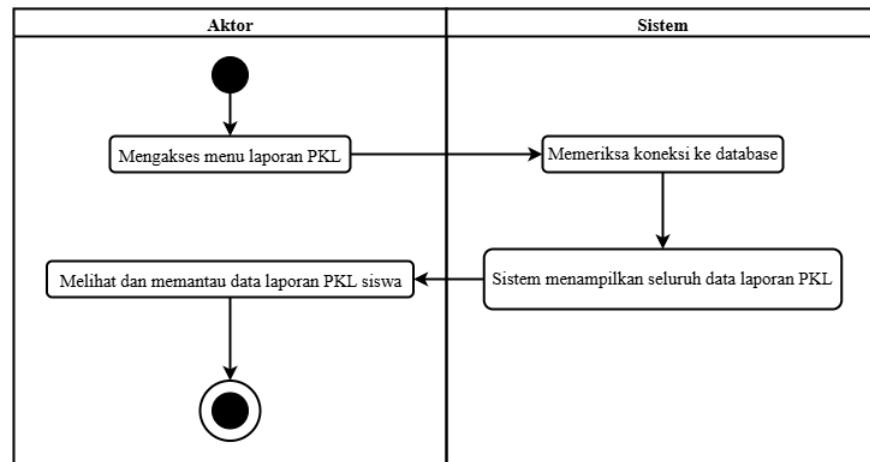 Aktor
Sistem
Mengakses menu laporan PKL
Memeriksa koneksi ke database
Sistem menampilkan seluruh data laporan PKL
Melihat dan memantau data laporan PKL siswa